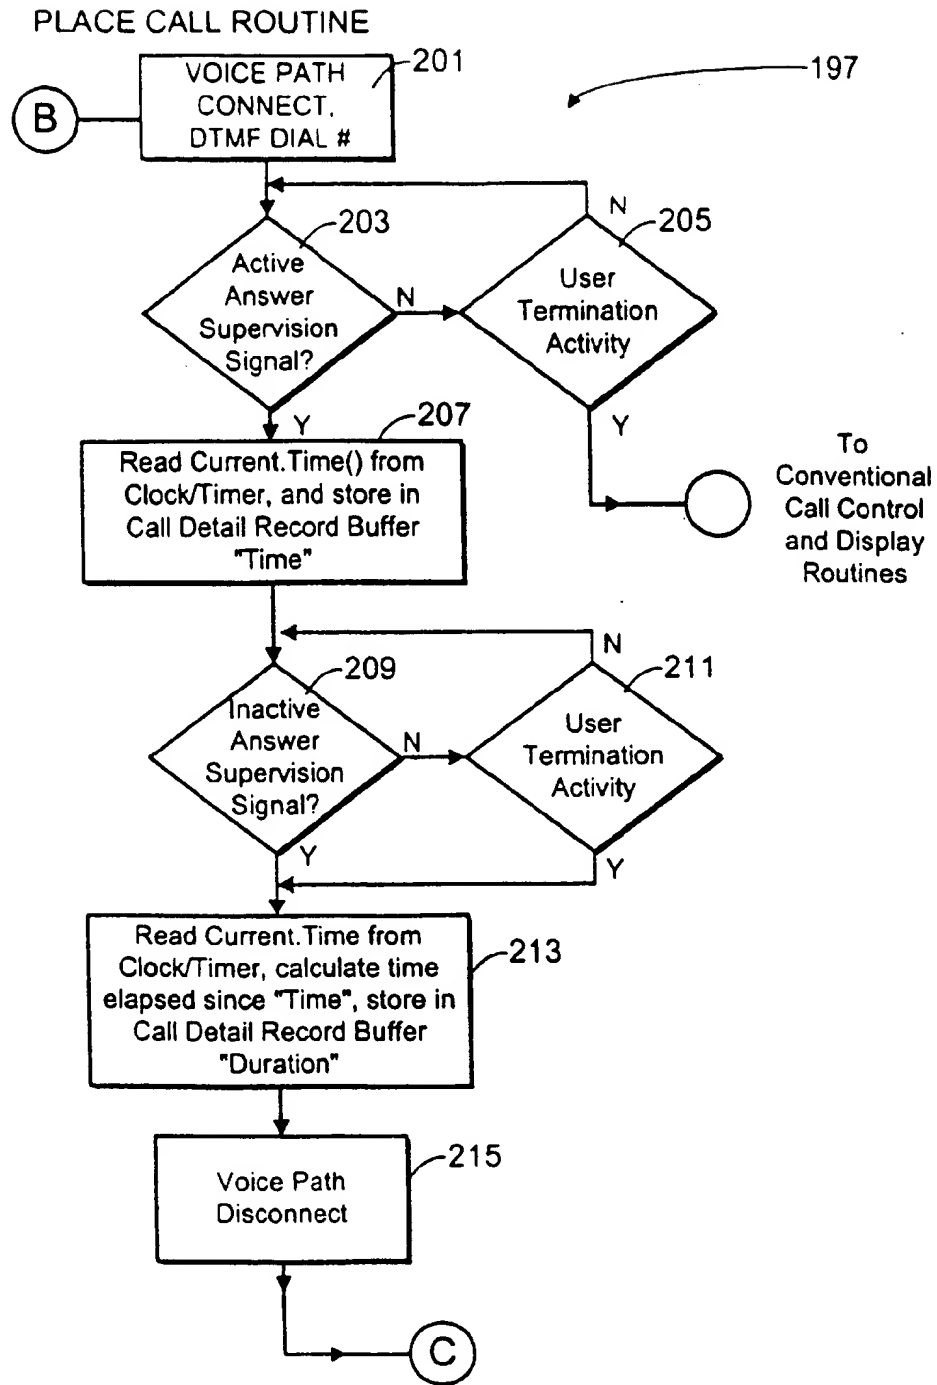 PLACE CALL ROUTINE
201
197
B
VOICE PATH
CONNECT,
DTMF DIAL #
N
203
205
Active
Answer
Supervision
Signal?
N
User
Termination
Activity
Y
207
Y
Read Current.Time() from
Clock/Timer, and store in
Call Detail Record Buffer
"Time"
To
Conventional
Call Control
and Display
Routines
N
209
211
Inactive
Answer
Supervision
Signal?
N
User
Termination
Activity
Y
Y
Read Current.Time from
Clock/Timer, calculate time
elapsed since "Time", store in
Call Detail Record Buffer
"Duration"
213
215
Voice Path
Disconnect
C